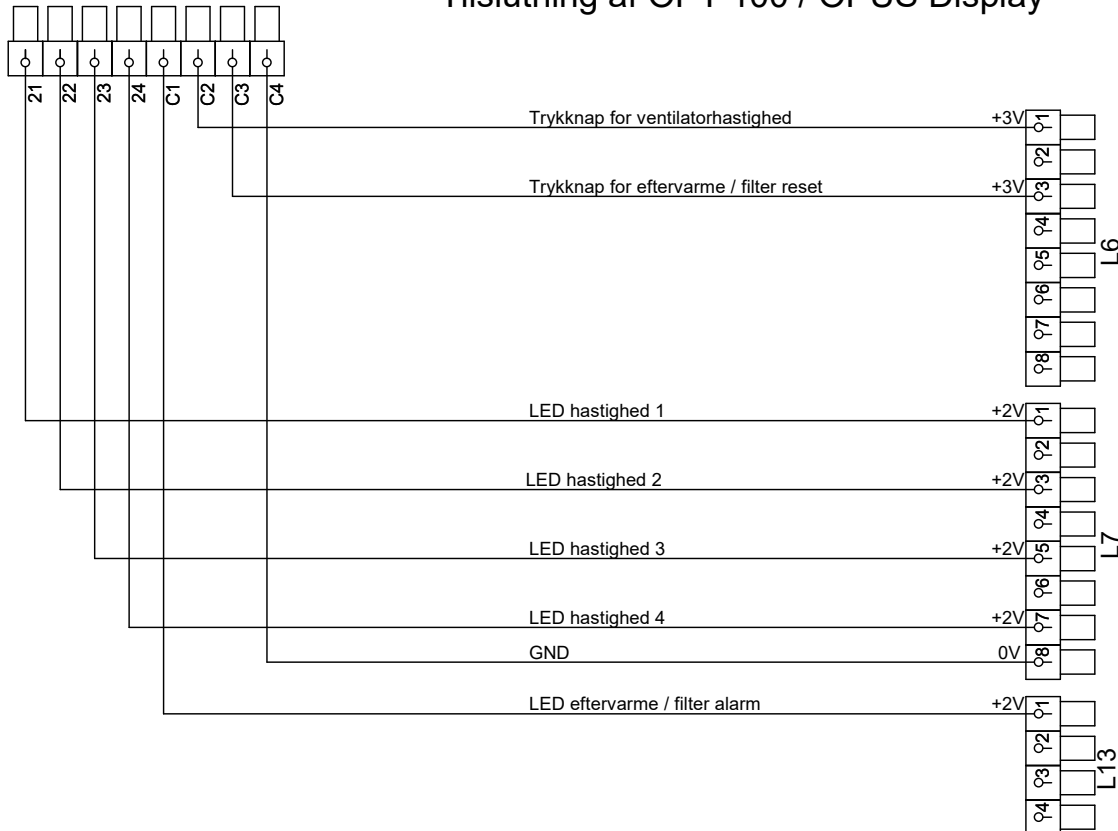 Tilslutning af OPT 100 / OPUS Display
21 22 23 24 C1 C2 C3 C4
Trykknap for ventilatorhastighed +3V 1
2
Trykknap for eftervarme / filter reset +3V 3
4
5
6
7
8
L6
LED hastighed 1 +2V 1
2
LED hastighed 2 +2V 3
4
LED hastighed 3 +2V 5
6
LED hastighed 4 +2V 7
GND 0V 8
L7
LED eftervarme / filter alarm +2V 1
2
3
4
L13